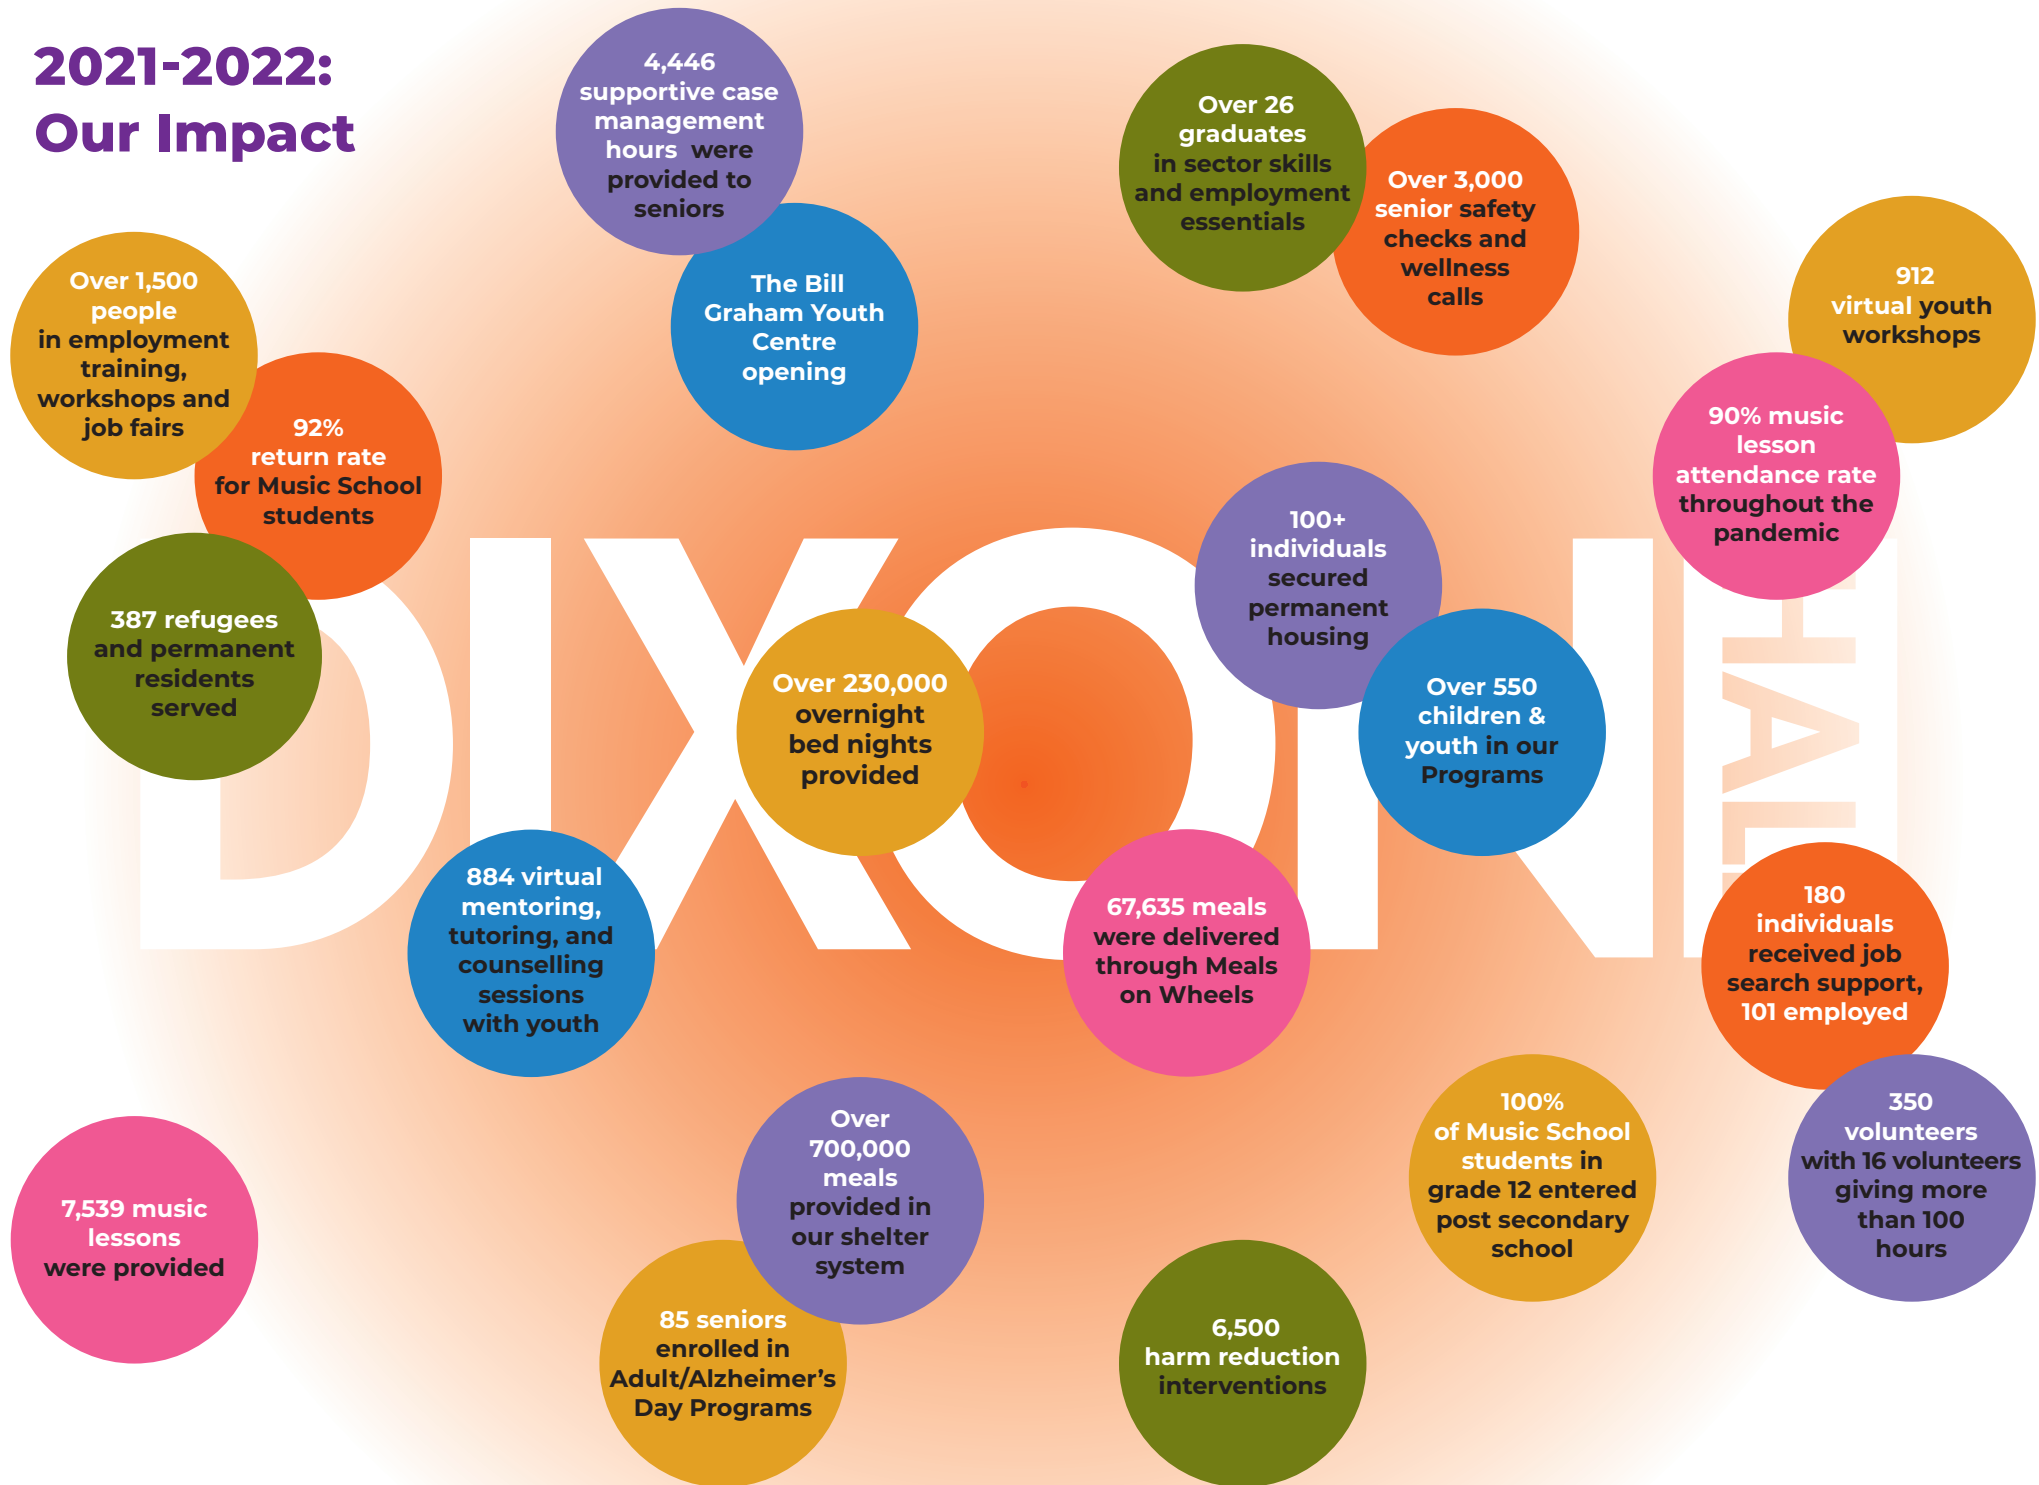 2021-2022:
Our Impact
4,446
supportive case
management
hours were
provided to
seniors
Over 26
graduates
in sector skills
and employment
essentials
Over 3,000
senior safety
checks and
wellness
calls
912
virtual youth
workshops
Over 1,500
people
in employment
training,
workshops and
job fairs
The Bill
Graham Youth
Centre
opening
92%
return rate
for Music School
students
90% music
lesson
attendance rate
throughout the
pandemic
100+
individuals
secured
permanent
housing
387 refugees
and permanent
residents
served
DIXON
HALL
Over 230,000
overnight
bed nights
provided
Over 550
children &
youth in our
Programs
884 virtual
mentoring,
tutoring, and
counselling
sessions
with youth
67,635 meals
were delivered
through Meals
on Wheels
180
individuals
received job
search support,
101 employed
7,539 music
lessons
were provided
Over
700,000
meals
provided in
our shelter
system
100%
of Music School
students in
grade 12 entered
post secondary
school
350
volunteers
with 16 volunteers
giving more
than 100
hours
85 seniors
enrolled in
Adult/Alzheimer's
Day Programs
6,500
harm reduction
interventions